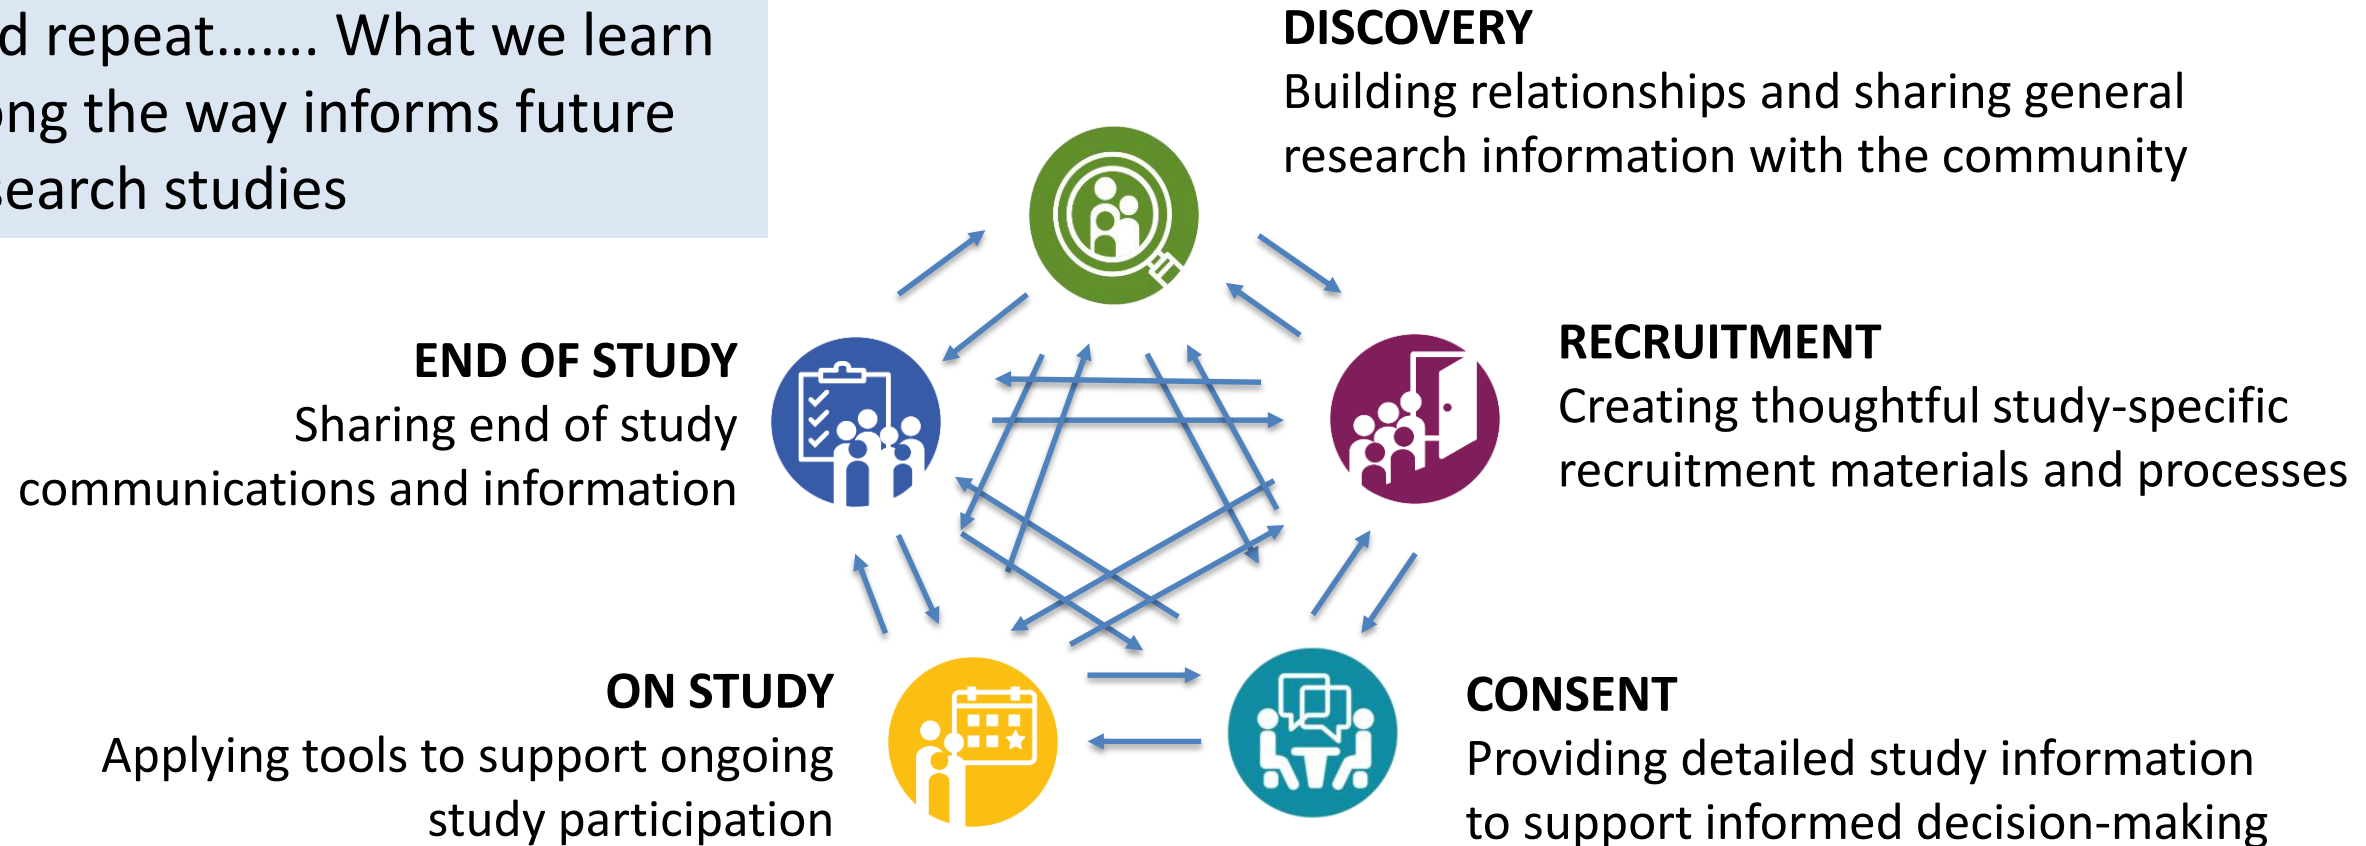 d repeat....... What we learn
ng the way informs future
search studies
DISCOVERY
Building relationships and sharing general
research information with the community
RECRUITMENT
Creating thoughtful study-specific
recruitment materials and processes
CONSENT
Providing detailed study information
to support informed decision-making
ON STUDY
Applying tools to support ongoing
study participation
END OF STUDY
Sharing end of study
communications and information